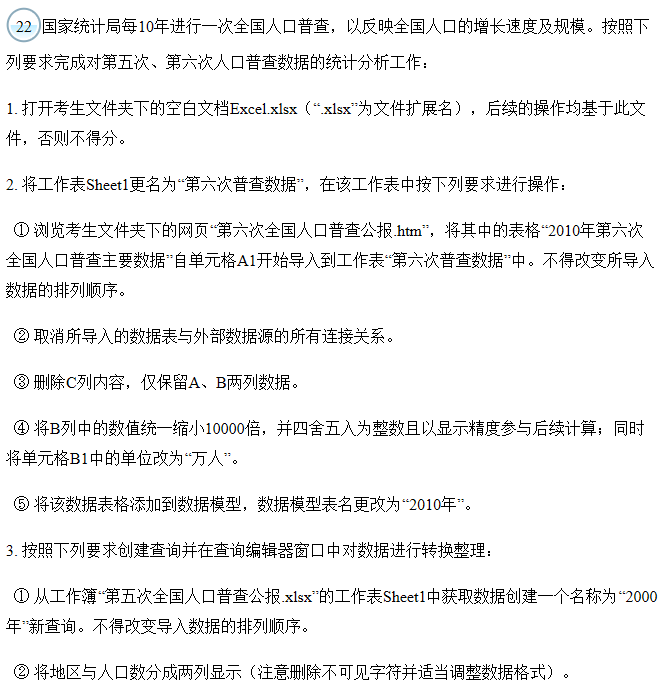 22 国家统计局每10年进行一次全国人口普查，以反映全国人口的增长速度及规模。按照下
列要求完成对第五次、第六次人口普查数据的统计分析工作：
1. 打开考生文件夹下的空白文档Excel.xlsx（“.xlsx”为文件扩展名），后续的操作均基于此文
件，否则不得分。
2. 将工作表Sheet1更名为“第六次普查数据”，在该工作表中按下列要求进行操作：
① 浏览考生文件夹下的网页“第六次全国人口普查公报.htm”，将其中的表格“2010年第六次
全国人口普查主要数据”自单元格A1开始导入到工作表“第六次普查数据”中。不得改变所导入
数据的排列顺序。
② 取消所导入的数据表与外部数据源的所有连接关系。
③ 删除C列内容，仅保留A、B两列数据。
④ 将B列中的数值统一缩小10000倍，并四舍五入为整数且以显示精度参与后续计算；同时
将单元格B1中的单位改为“万人”。
⑤ 将该数据表格添加到数据模型，数据模型表名更改为“2010年”。
3. 按照下列要求创建查询并在查询编辑器窗口中对数据进行转换整理：
① 从工作簿“第五次全国人口普查公报.xlsx”的工作表Sheet1中获取数据创建一个名称为“2000
年”新查询。不得改变导入数据的排列顺序。
② 将地区与人口数分成两列显示（注意删除不可见字符并适当调整数据格式）。